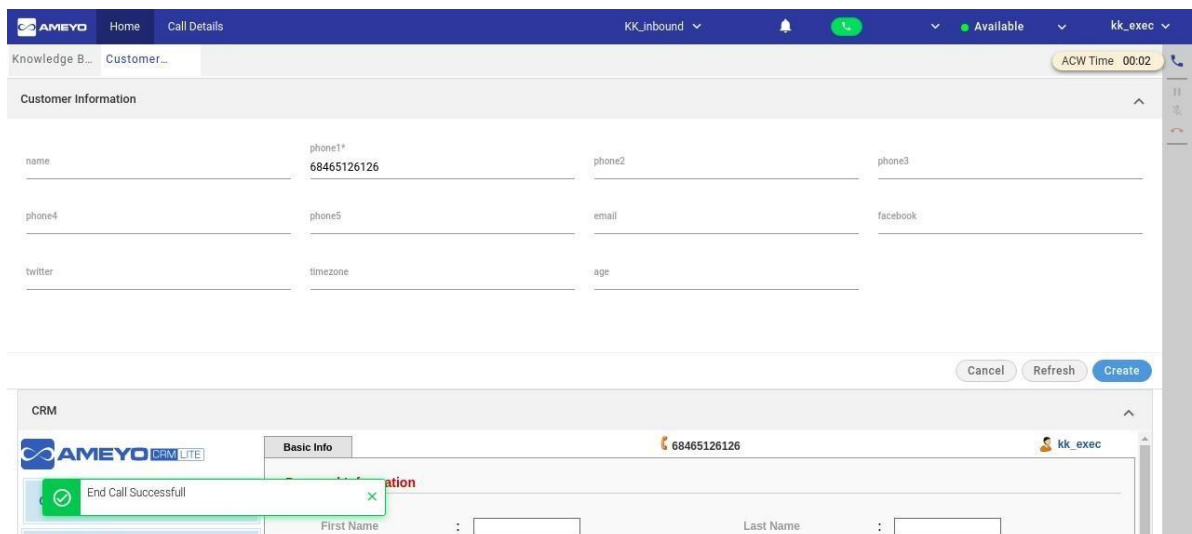 AMEYO Home Call Details KK_inbound Available kk_exec
Knowledge B... Customer... ACW Time 00:02
Customer Information
name phone1* phone2 phone3
68465126126
phone4 phone5 email facebook
twitter timezone age
Cancel Refresh Create
CRM
AMEYO CRM LITE Basic Info 68465126126 kk_exec
ation
End Call Successfull
First Name : Last Name :